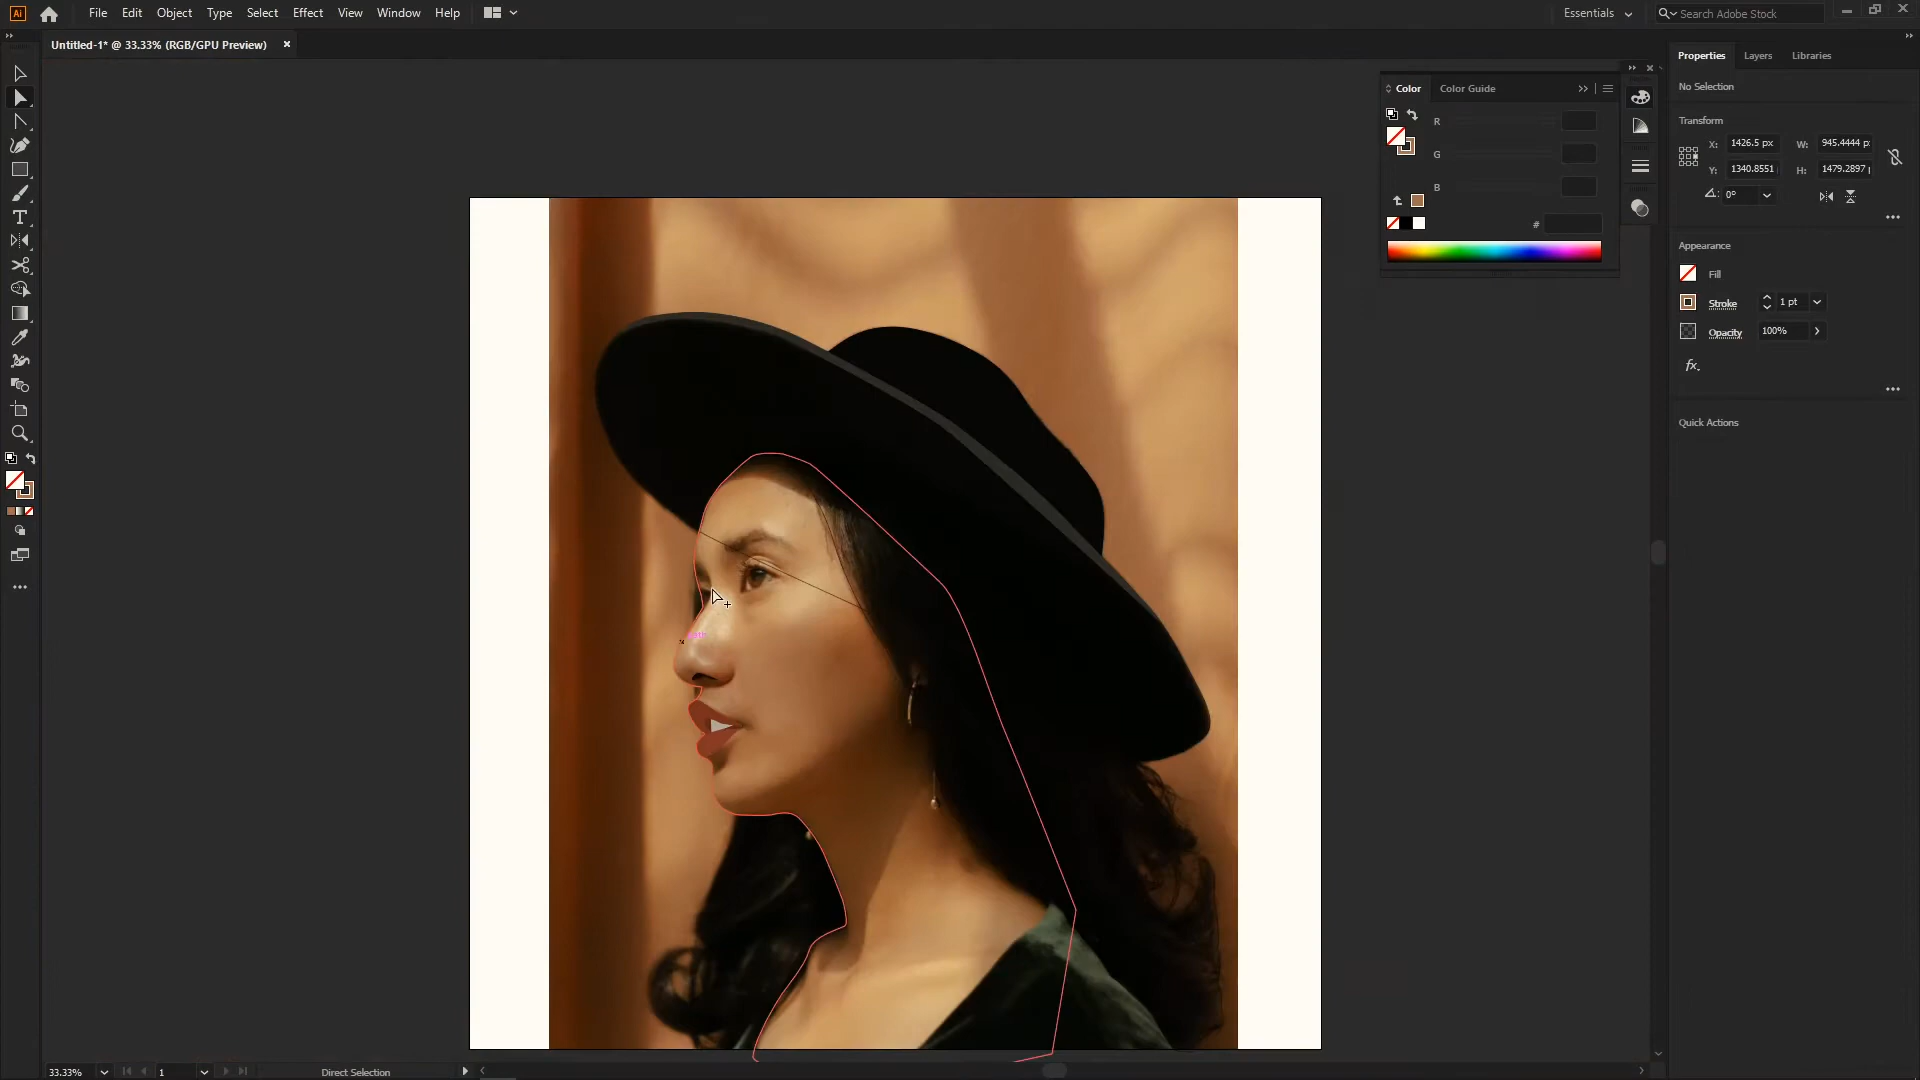 Ai File Edit Object Type Select Effect View Window Help
Essentials
Search Adobe Stock
Untitled-1* @ 33.33% (RGB/GPU Preview) ×
Color Color Guide
R
G
B
#
Properties Layers Libraries
No Selection
Transform
X: 1426.5 px W: 945.4444 p
Y: 1340.8551 H: 1479.2897
0°
Appearance
Fill
Stroke 1 pt
Opacity 100%
fx.
Quick Actions
33.33% 1 Direct Selection